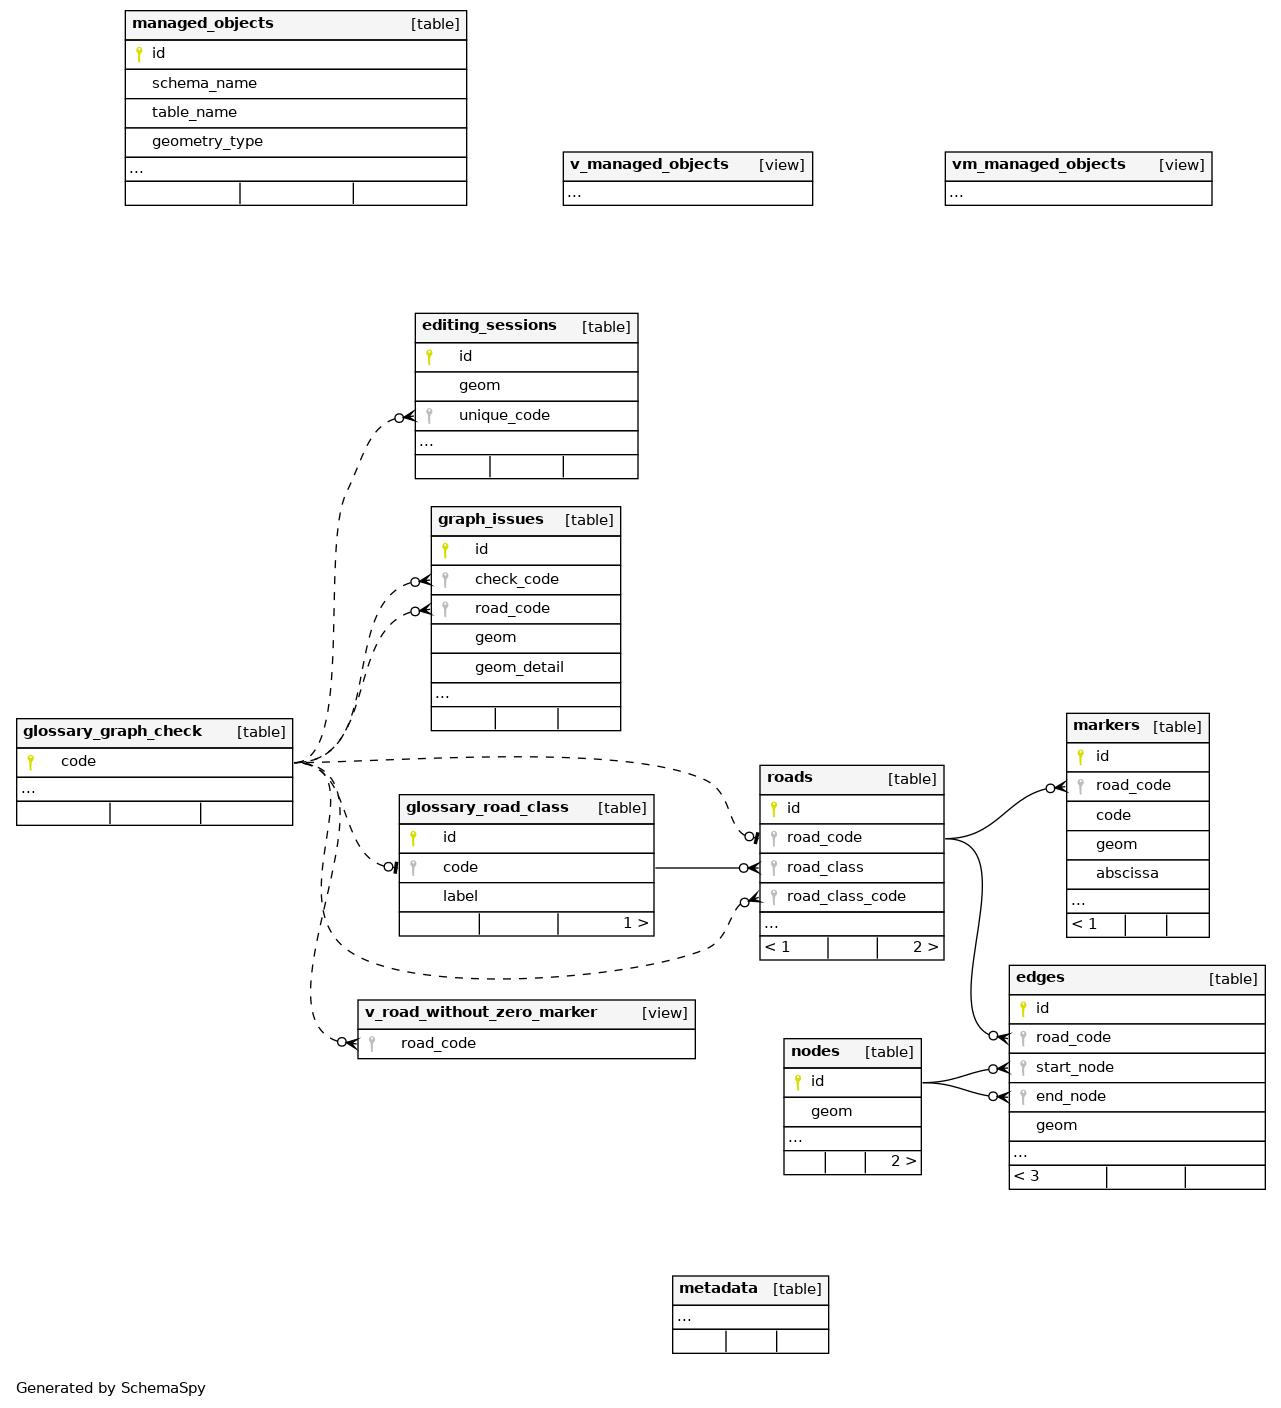 managed_objects [table]
id
schema_name
table_name
geometry_type
...
v_managed_objects [view]
...
vm_managed_objects [view]
...
editing_sessions [table]
id
geom
unique_code
...
graph_issues [table]
id
check_code
road_code
geom
geom_detail
...
glossary_graph_check [table]
code
...
glossary_road_class [table]
id
code
label
1 >
roads [table]
id
road_code
road_class
road_class_code
...
< 1 2 >
markers [table]
id
road_code
code
geom
abscissa
...
< 1
v_road_without_zero_marker [view]
road_code
nodes [table]
id
geom
...
2 >
edges [table]
id
road_code
start_node
end_node
geom
...
< 3
metadata [table]
...
Generated by SchemaSpy